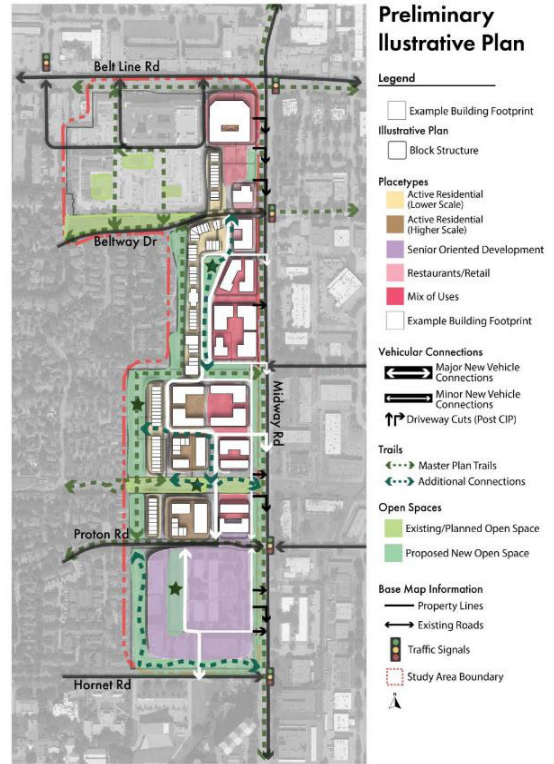 Preliminary
Ilustrative Plan
Legend
Example Building Footprint
Illustrative Plan
Block Structure
Placetypes
Active Residential
(Lower Scale)
Active Residential
(Higher Scale)
Senior Oriented Development
Restaurants/Retail
Mix of Uses
Example Building Footprint
Vehicular Connections
Major New Vehicle
Connections
Minor New Vehicle
Connections
Driveway Cuts (Post CIP)
Trails
Master Plan Trails
Additional Connections
Open Spaces
Existing/Planned Open Space
Proposed New Open Space
Base Map Information
Property Lines
Existing Roads
Traffic Signals
Study Area Boundary
N
Belt Line Rd
Beltway Dr
Midway Rd
Proton Rd
Hornet Rd